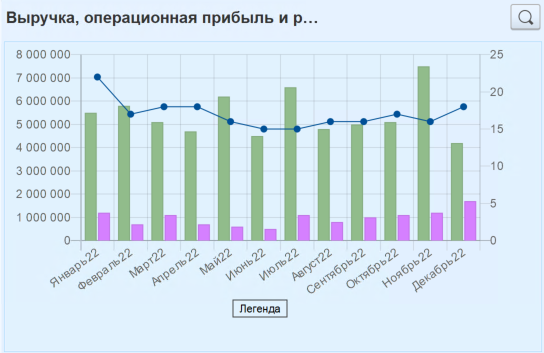 Выручка, операционная прибыль и р...
8 000 000
7 000 000
6 000 000
5 000 000
4 000 000
3 000 000
2 000 000
1 000 000
0
25
20
15
10
5
0
Январь22
Февраль22
Март22
Апрель22
Май22
Июнь22
Июль22
Август22
Сентябрь22
Октябрь22
Ноябрь22
Декабрь22
Легенда